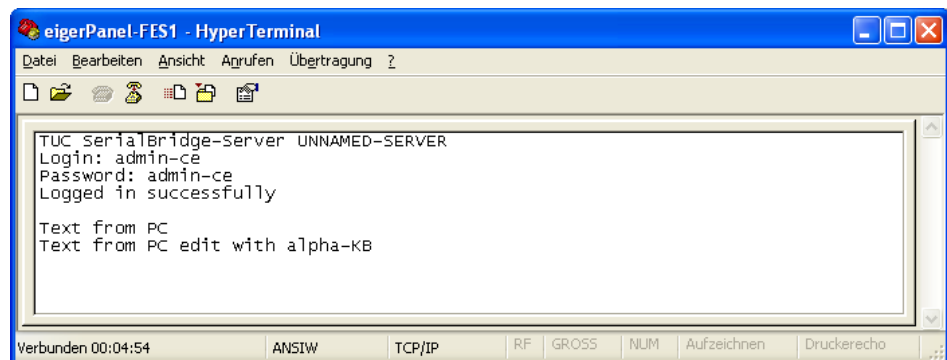 eigerPanel-FES1 - HyperTerminal
Datei Bearbeiten Ansicht Anrufen Übertragung ?
TUC SerialBridge-Server UNNAMED-SERVER
Login: admin-ce
Password: admin-ce
Logged in successfully
Text from PC
Text from PC edit with alpha-KB
Verbunden 00:04:54 ANSIW TCP/IP RF GROSS NUM Aufzeichnen Druckerecho